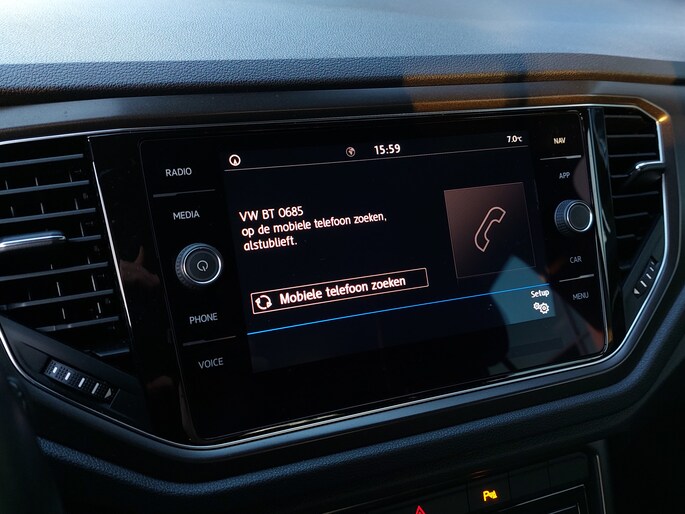 RADIO
MEDIA
PHONE
VOICE
15:59
7.0°C
VW BT 0685
op de mobiele telefoon zoeken,
alstublieft.
Mobiele telefoon zoeken
Setup
NAV
APP
CAR
MENU